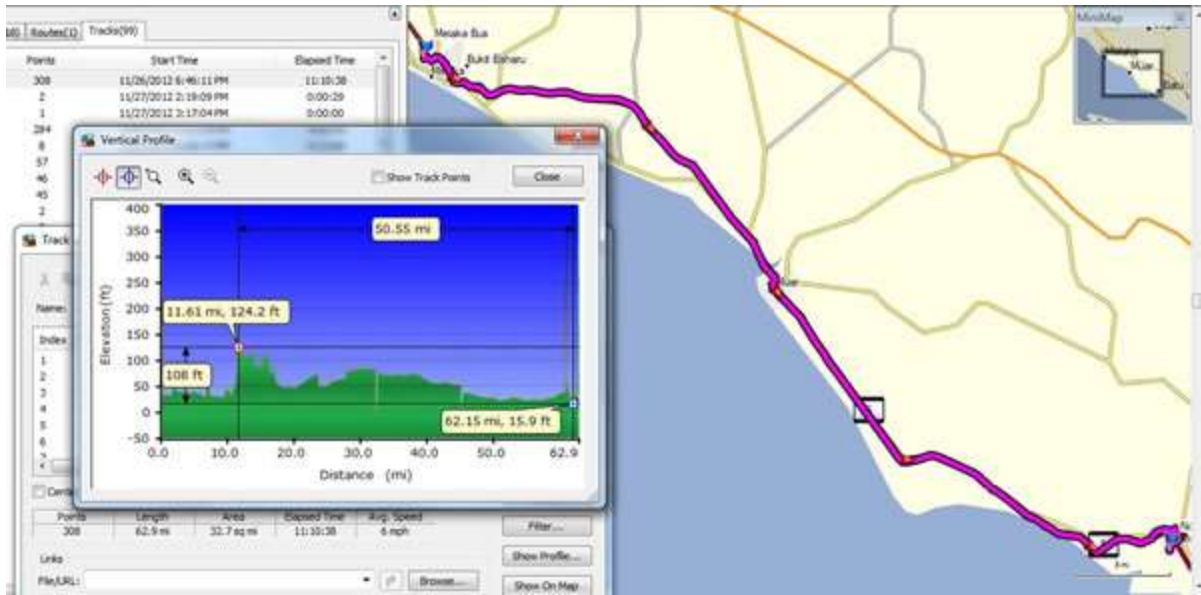 Routes(1) Tracks(99)
Points Start Time Elapsed Time
308 11/26/2012 6:46:11 PM 11:10:38
2 11/27/2012 2:19:09 PM 0:00:29
1 11/27/2012 3:17:04 PM 0:00:00
284
8
57
46
45
2
Vertical Profile
Show Track Points
Close
400
350
300
250
200
150
100
50
0
-50
Elevation (ft)
50.55 mi
11.61 mi, 124.2 ft
108 ft
62.15 mi, 15.9 ft
0.0 10.0 20.0 30.0 40.0 50.0 62.9
Distance (mi)
Track
Name:
Index
1
2
3
4
5
6
Points Length Area Elapsed Time Avg. Speed
308 62.9 mi 32.7 sq mi 11:10:38 6 mph
Filter...
Links
Show Profile...
File/URL:
Browse...
Show On Map
MiniMap
Melaka
Muar
Batu